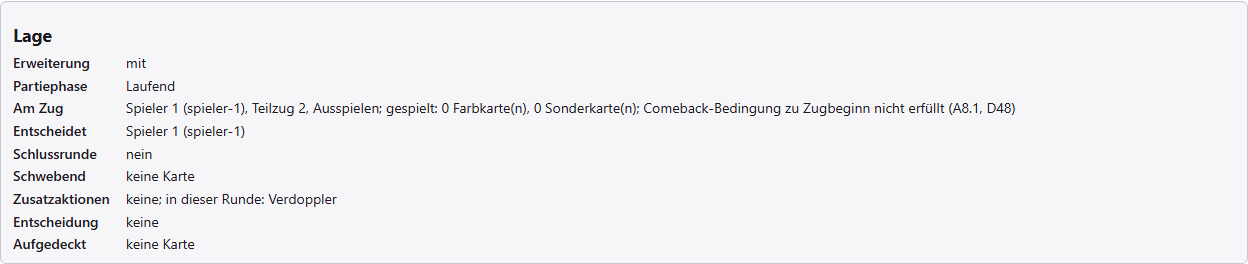 Lage
Erweiterung mit
Partiephase Laufend
Am Zug Spieler 1 (spieler-1), Teilzug 2, Ausspielen; gespielt: 0 Farbkarte(n), 0 Sonderkarte(n); Comeback-Bedingung zu Zugbeginn nicht erfüllt (A8.1, D48)
Entscheidet Spieler 1 (spieler-1)
Schlussrunde nein
Schwebend keine Karte
Zusatzaktionen keine; in dieser Runde: Verdoppler
Entscheidung keine
Aufgedeckt keine Karte